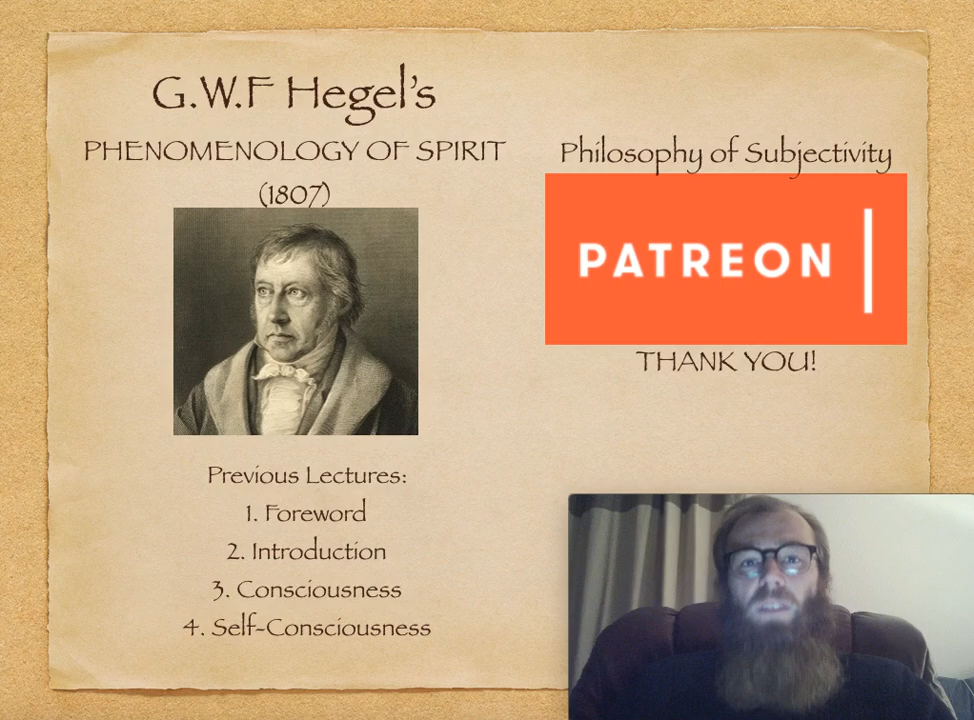 G.W.F Hegel's
PHENOMENOLOGY OF SPIRIT
(1807)
Previous Lectures:
1. Foreword
2. Introduction
3. Consciousness
4. Self-Consciousness
Philosophy of Subjectivity
PATREON
THANK YOU!